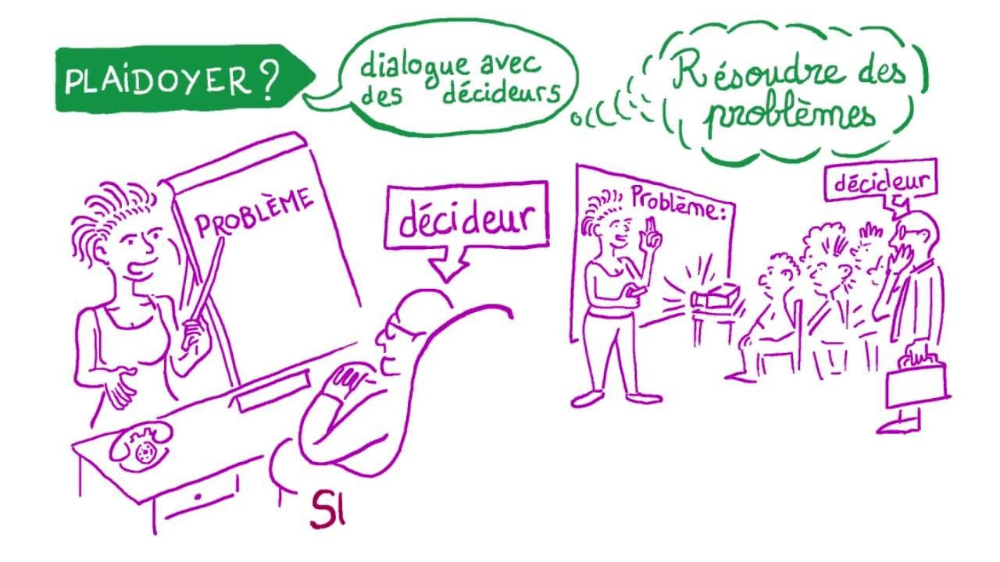 PLAiDOYER ?
dialogue avec
des décideurs
Résoudre des
problèmes
PROBLÈME
décideur
Problème:
décideur
SI